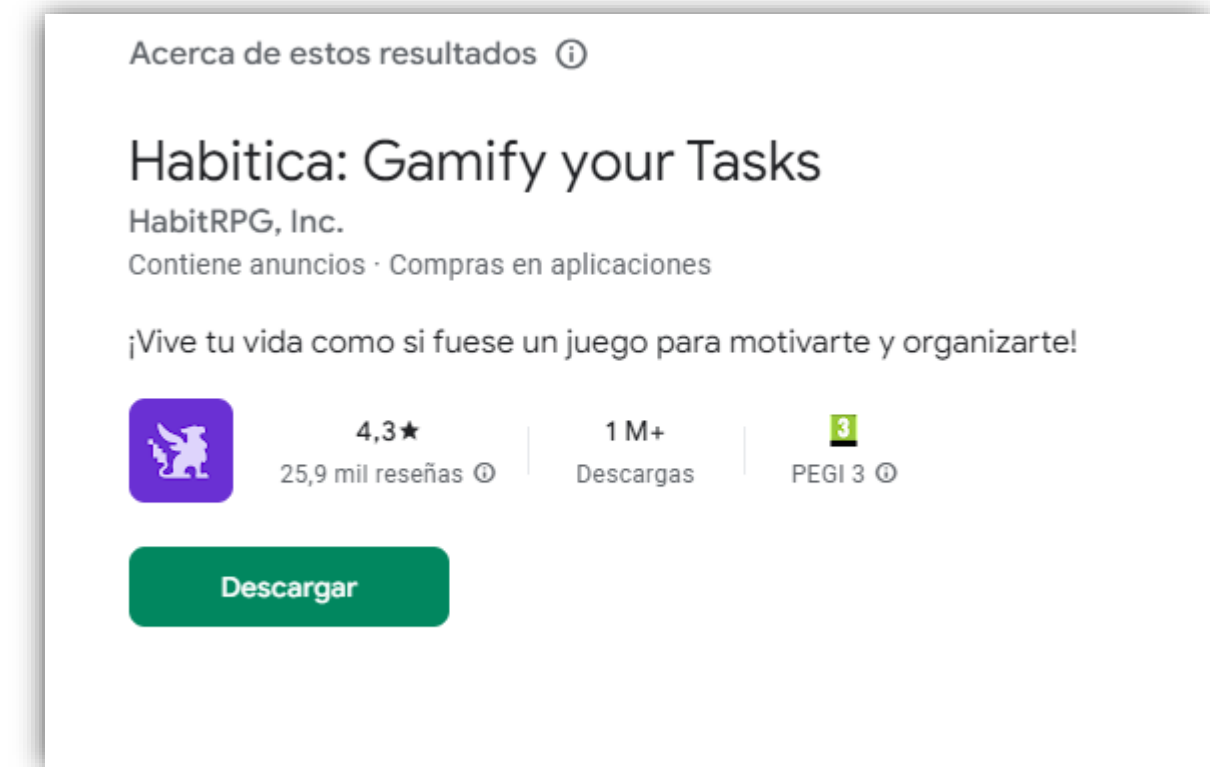 Acerca de estos resultados
Habitica: Gamify your Tasks
HabitRPG, Inc.
Contiene anuncios · Compras en aplicaciones
¡Vive tu vida como si fuese un juego para motivarte y organizarte!
4,3★ 1 M+ 3
25,9 mil reseñas Descargas PEGI 3
Descargar